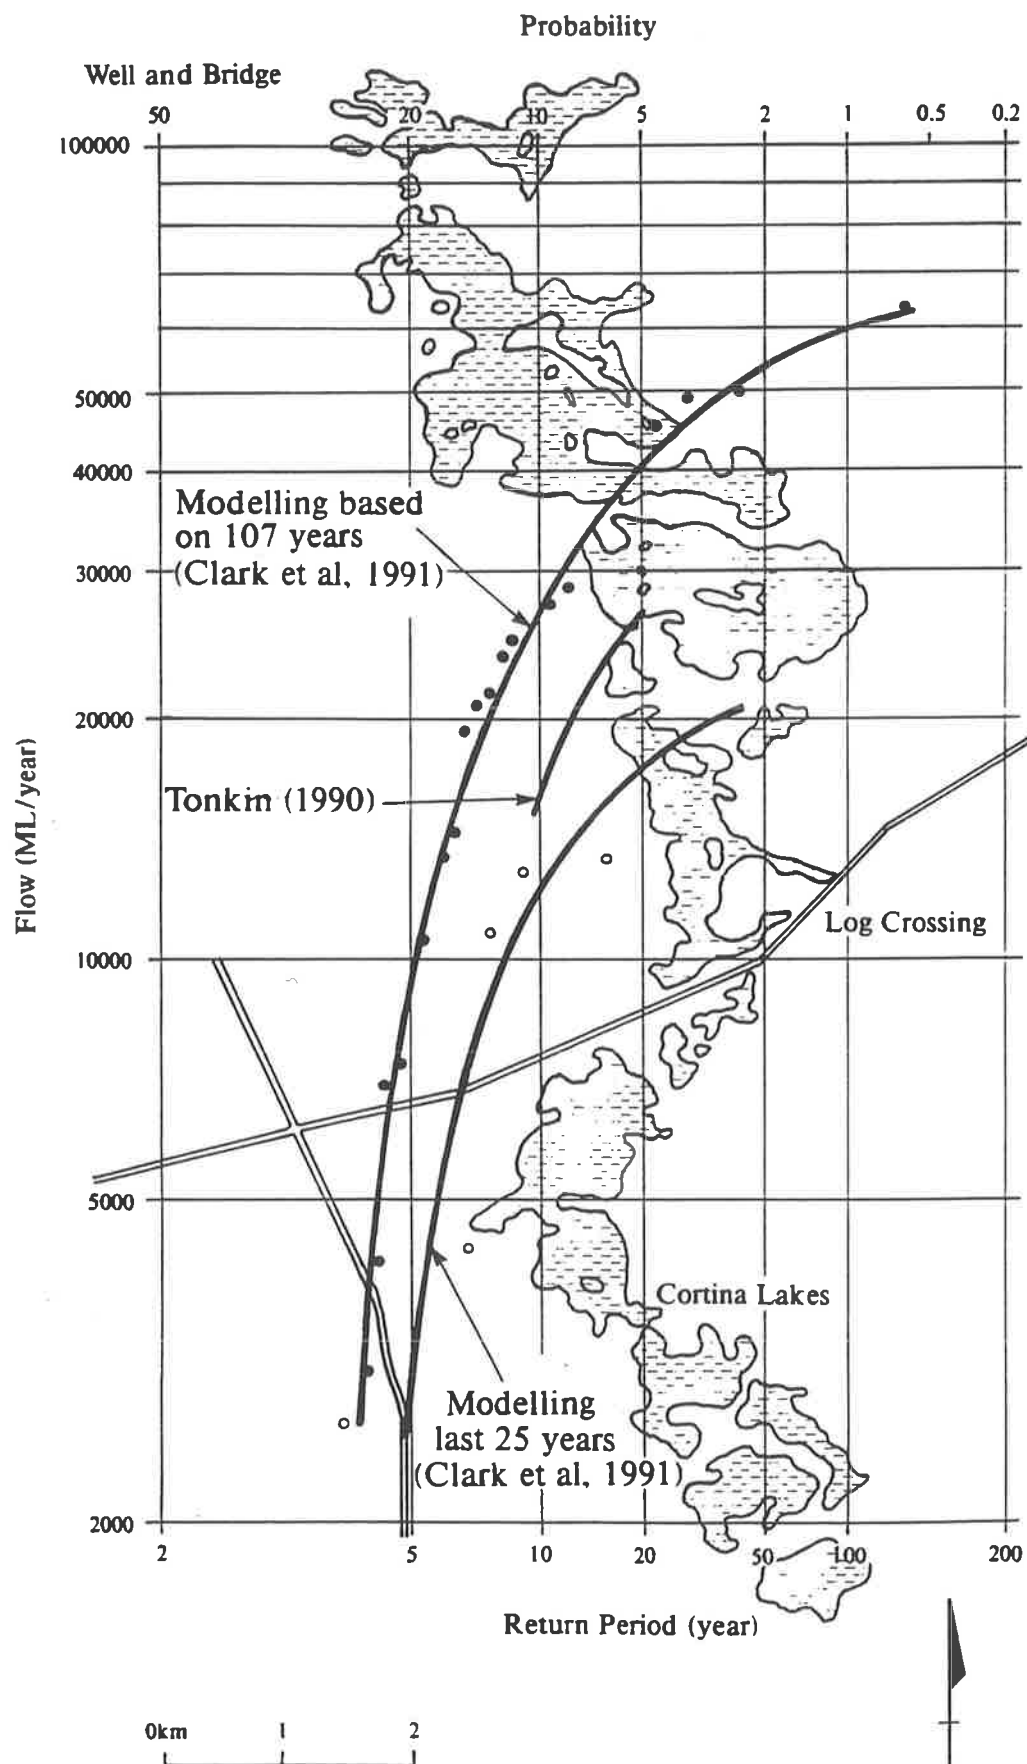 Probability
Well and Bridge
50 20 10 5 2 1 0.5 0.2
100000
50000
40000
Modelling based
on 107 years
(Clark et al, 1991)
30000
20000
Tonkin (1990)
Flow (ML/year)
Log Crossing
10000
5000
Cortina Lakes
Modelling
last 25 years
(Clark et al, 1991)
2000
2 5 10 20 50 100 200
Return Period (year)
0km 1 2